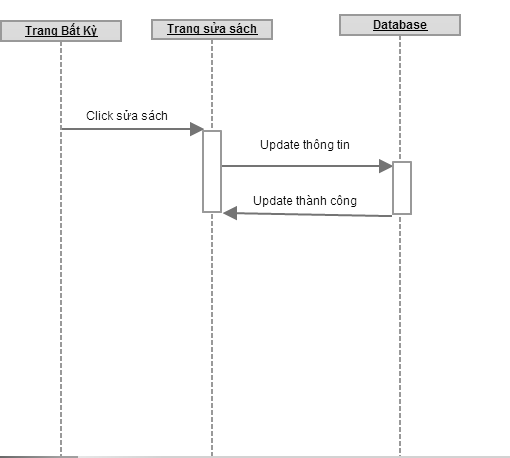 Trang Bất Kỳ
Trang sửa sách
Database
Click sửa sách
Update thông tin
Update thành công